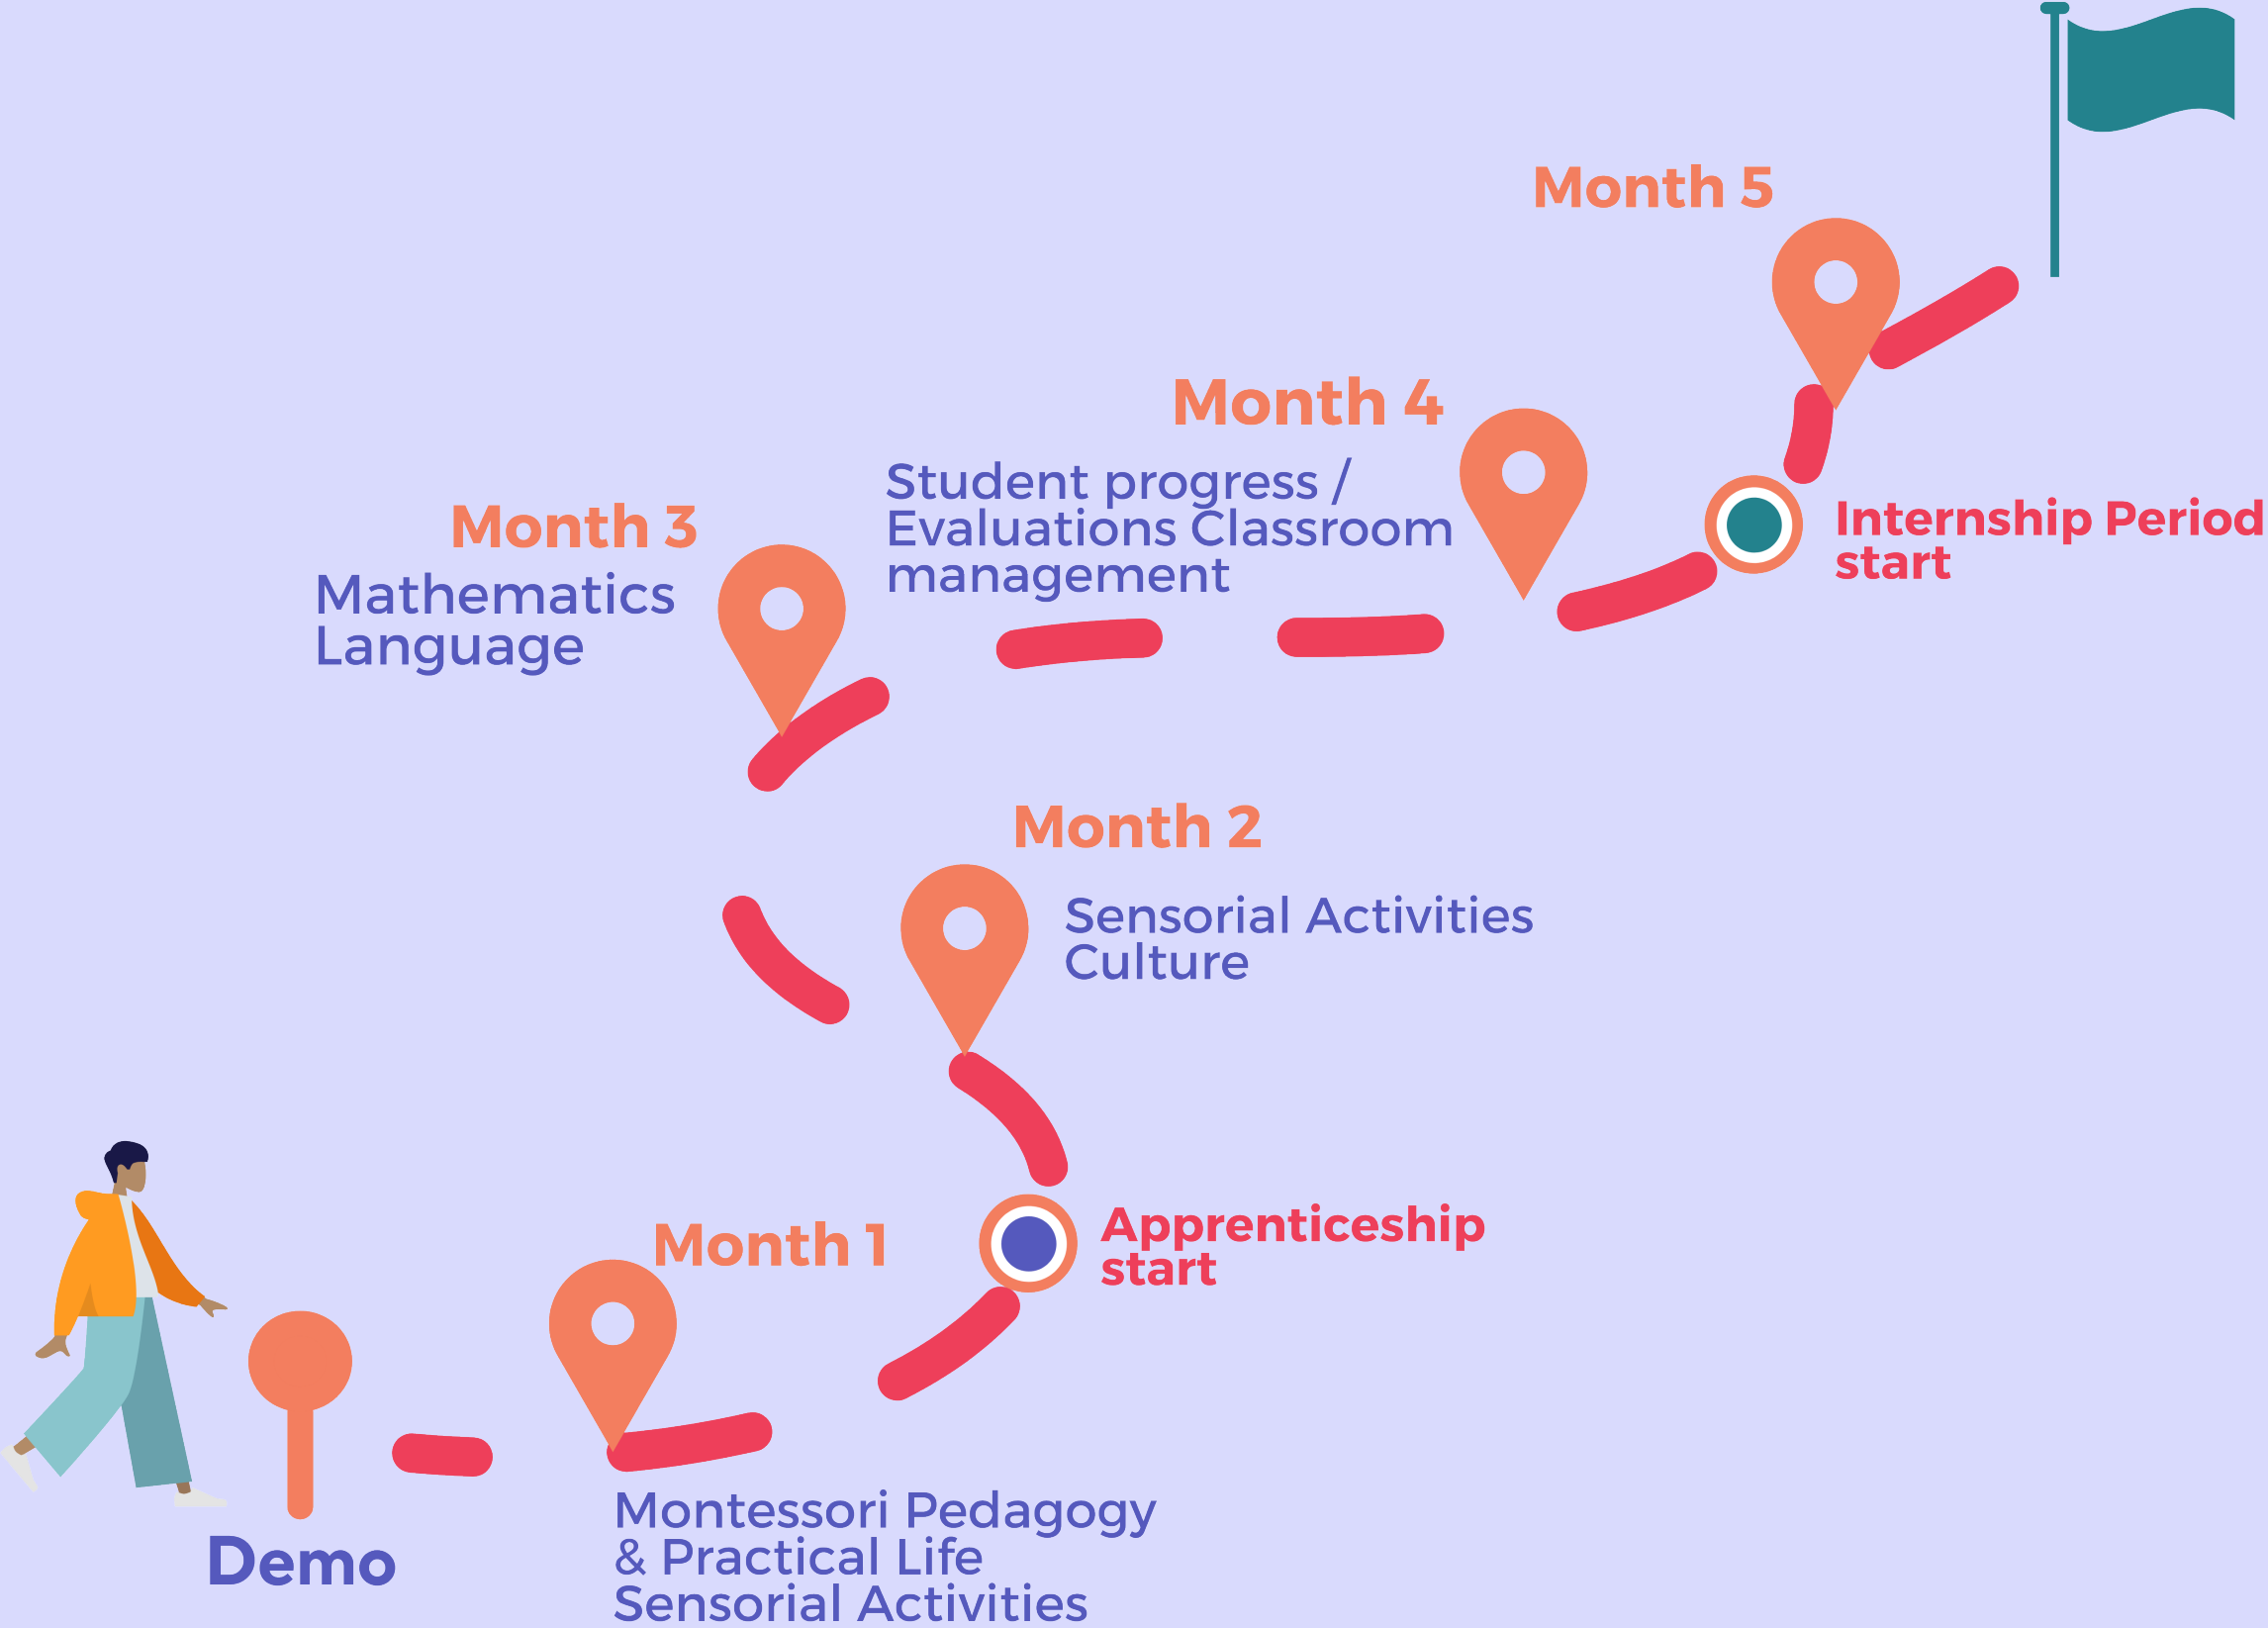 Month 5
Month 4
Student progress /
Evaluations Classroom
management
Internship Period
start
Month 3
Mathematics
Language
Month 2
Sensorial Activities
Culture
Apprenticeship
start
Month 1
Montessori Pedagogy
& Practical Life
Sensorial Activities
Demo